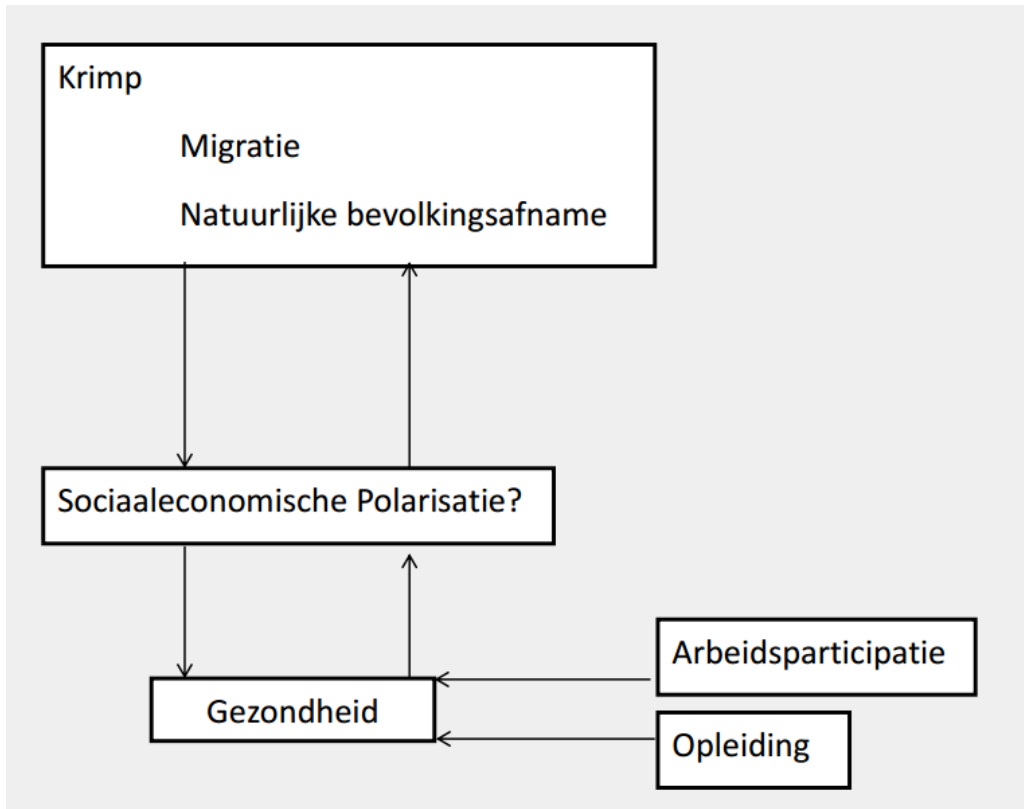 Krimp
Migratie
Natuurlijke bevolkingsafname
Sociaaleconomische Polarisatie?
Gezondheid
Arbeidsparticipatie
Opleiding